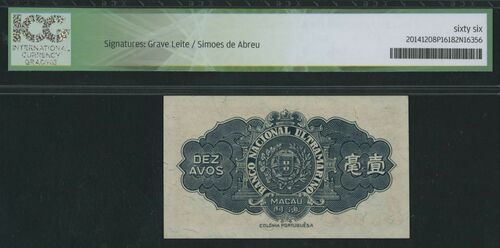 ICG
INTERNATIONAL
CURRENCY
GRADING
Signatures: Grave Leite / Simoes de Abreu
sixty six
20141208P16182N16356
BANCO NACIONAL ULTRAMARINO
DEZ
AVOS
毫壹
MACAU
COLÓNIA PORTUGUÊSA